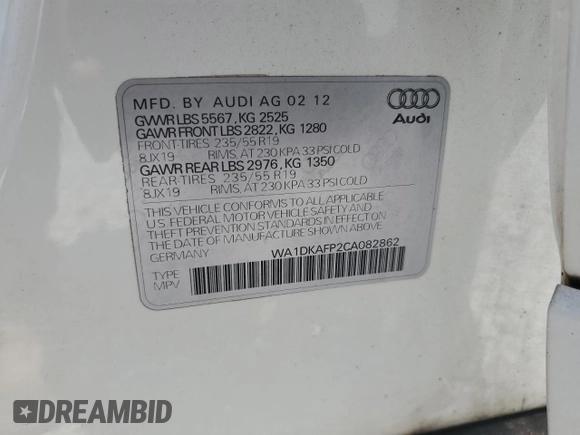 MFD. BY AUDI AG 02 12
GVWR LBS 5567, KG 2525
GAWR FRONT LBS 2822, KG 1280
FRONT-TIRES 235/55 R19
8JX19 RIMS, AT 230 KPA 33 PSI COLD
GAWR REAR LBS 2976, KG 1350
REAR-TIRES 235/55 R19
8JX19 RIMS, AT 230 KPA 33 PSI COLD
THIS VEHICLE CONFORMS TO ALL APPLICABLE
U S FEDERAL MOTOR VEHICLE SAFETY AND
THEFT PREVENTION STANDARDS IN EFFECT ON
THE DATE OF MANUFACTURE SHOWN ABOVE.
GERMANY WA1DKAFP2CA082862
TYPE
MPV
Audi
DREAMBID